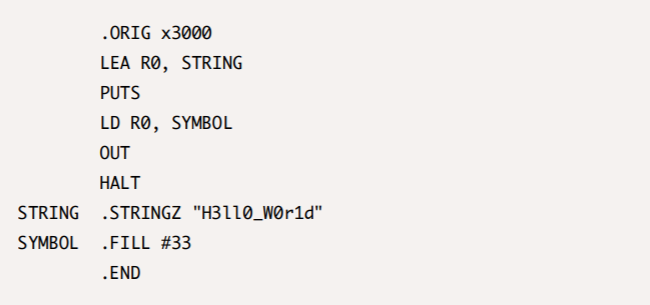 .ORIG x3000
LEA R0, STRING
PUTS
LD R0, SYMBOL
OUT
HALT
STRING .STRINGZ "H3ll0_W0r1d"
SYMBOL .FILL #33
.END